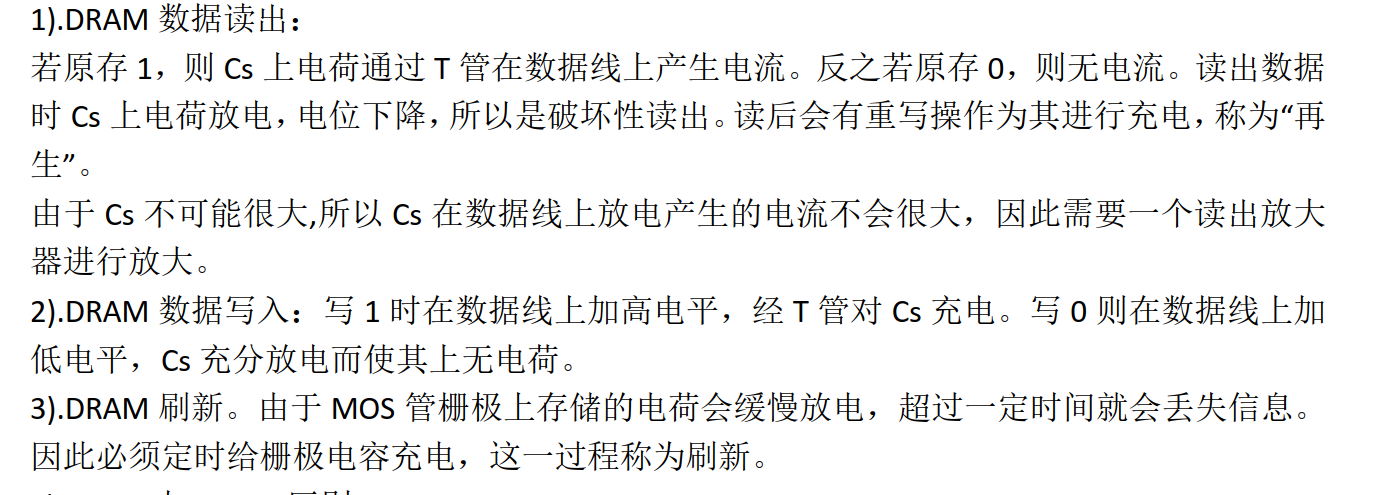 1).DRAM 数据读出：
若原存 1，则 Cs 上电荷通过 T 管在数据线上产生电流。反之若原存 0，则无电流。读出数据
时 Cs 上电荷放电，电位下降，所以是破坏性读出。读后会有重写操作为其进行充电，称为“再
生”。
由于 Cs 不可能很大,所以 Cs 在数据线上放电产生的电流不会很大，因此需要一个读出放大
器进行放大。
2).DRAM 数据写入：写 1 时在数据线上加高电平，经 T 管对 Cs 充电。写 0 则在数据线上加
低电平，Cs 充分放电而使其上无电荷。
3).DRAM 刷新。由于 MOS 管栅极上存储的电荷会缓慢放电，超过一定时间就会丢失信息。
因此必须定时给栅极电容充电，这一过程称为刷新。